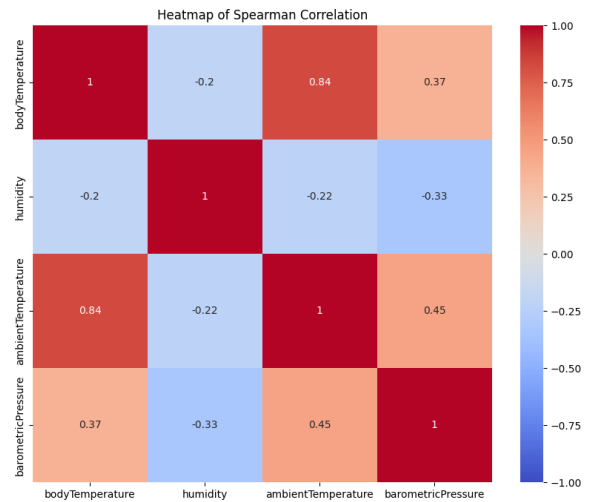 Heatmap of Spearman Correlation
bodyTemperature
1
-0.2
0.84
0.37
humidity
-0.2
1
-0.22
-0.33
ambientTemperature
0.84
-0.22
1
0.45
barometricPressure
0.37
-0.33
0.45
1
bodyTemperature
humidity
ambientTemperature
barometricPressure
1.00
0.75
0.50
0.25
0.00
−0.25
−0.50
−0.75
−1.00